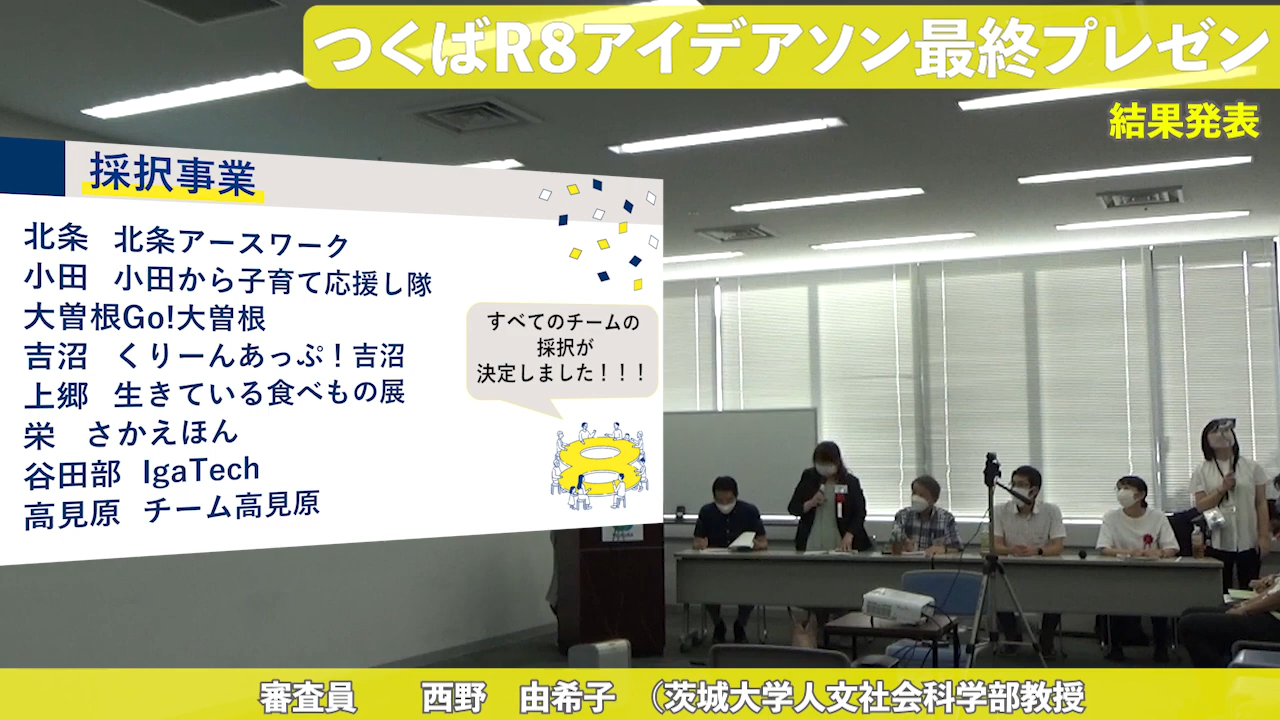 つくばR8アイデアソン最終プレゼン
結果発表
採択事業
北条 北条アースワーク
小田 小田から子育て応援し隊
大曽根Go!大曽根
吉沼 くりーんあっぷ！吉沼
上郷 生きている食べもの展
栄 さかえほん
谷田部 IgaTech
高見原 チーム高見原
すべてのチームの
採択が
決定しました！！！
審査員 西野 由希子 （茨城大学人文社会科学部教授